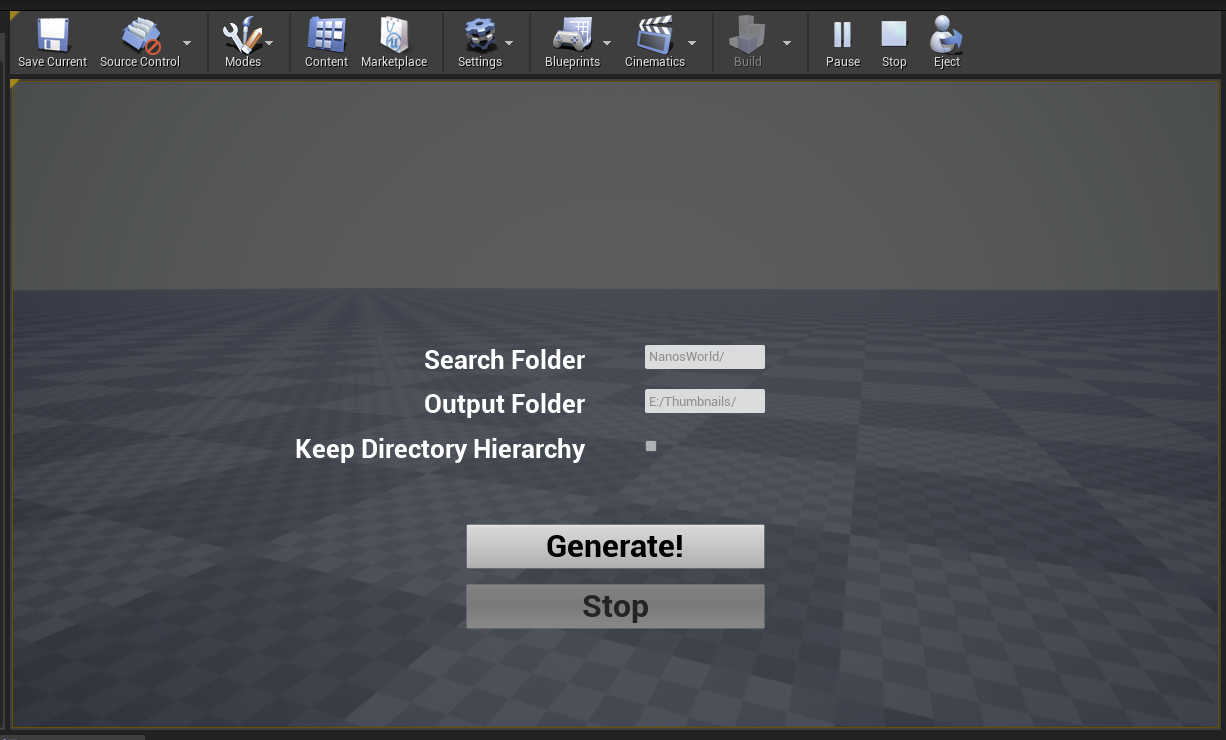 Save Current Source Control Modes Content Marketplace Settings Blueprints Cinematics Build Pause Stop Eject
Search Folder NanosWorld/
Output Folder E:/Thumbnails/
Keep Directory Hierarchy
Generate!
Stop